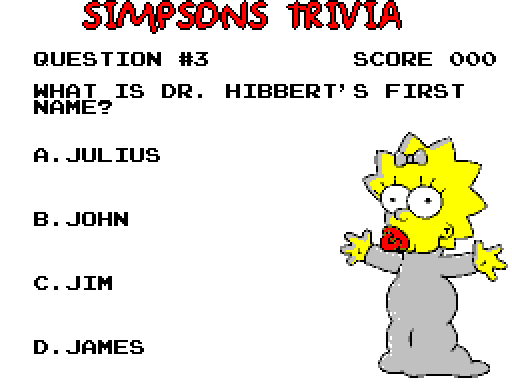 SIMPSONS TRIVIA
QUESTION #3 SCORE 000
WHAT IS DR. HIBBERT'S FIRST
NAME?
A.JULIUS
B.JOHN
C.JIM
D.JAMES